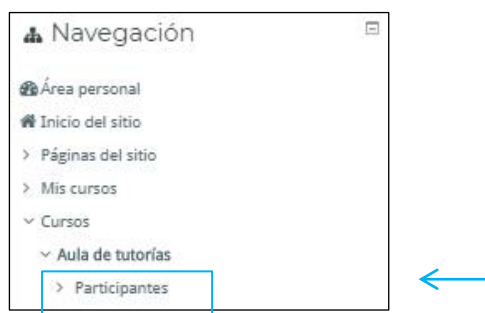 Navegación
Área personal
Inicio del sitio
Páginas del sitio
Mis cursos
Cursos
Aula de tutorías
Participantes